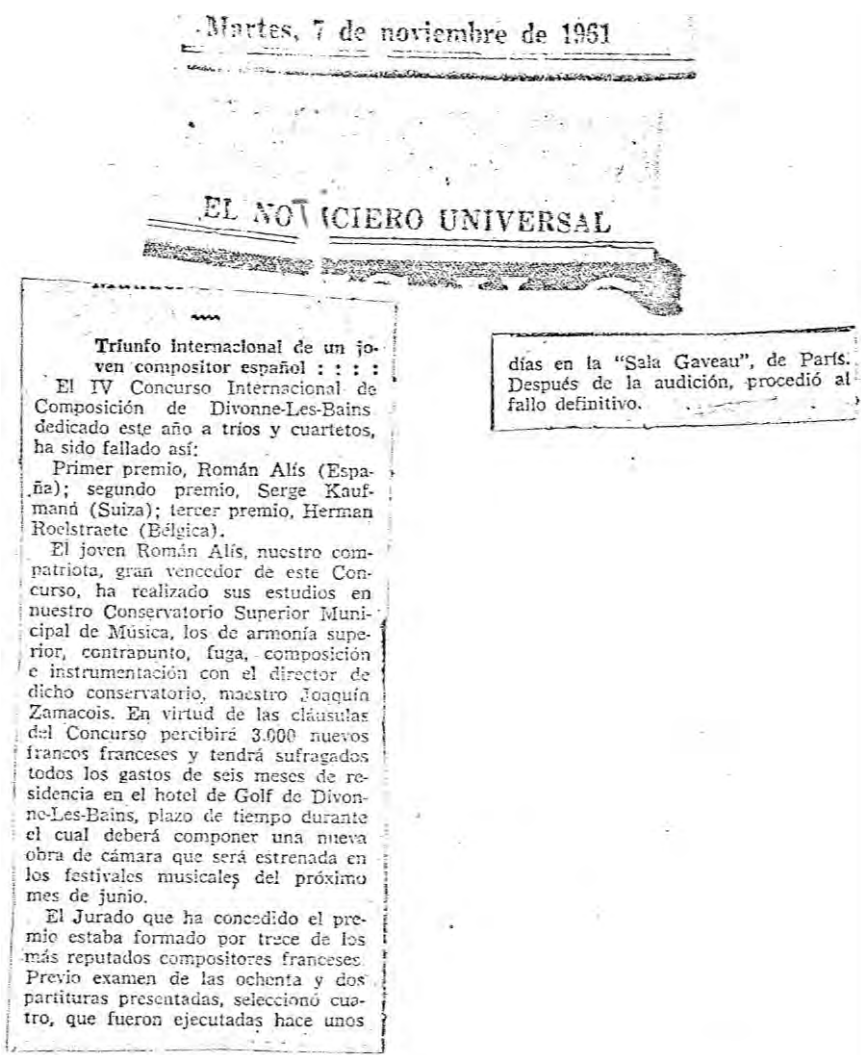 Martes, 7 de noviembre de 1961
EL NOTICIERO UNIVERSAL
Triunfo internacional de un jo-
ven compositor español : : : :
El IV Concurso Internacional de
Composición de Divonne-Les-Bains
dedicado este año a tríos y cuartetos,
ha sido fallado así:
Primer premio, Román Alís (Espa-
ña); segundo premio, Serge Kauf-
mann (Suiza); tercer premio, Herman
Roelstraete (Bélgica).
El joven Román Alís, nuestro com-
patriota, gran vencedor de este Con-
curso, ha realizado sus estudios en
nuestro Conservatorio Superior Muni-
cipal de Música, los de armonía supe-
rior, contrapunto, fuga, composición
e instrumentación con el director de
dicho conservatorio, maestro Joaquín
Zamacois. En virtud de las cláusulas
del Concurso percibirá 3.000 nuevos
francos franceses y tendrá sufragados
todos los gastos de seis meses de re-
sidencia en el hotel de Golf de Divon-
ne-Les-Bains, plazo de tiempo durante
el cual deberá componer una nueva
obra de cámara que será estrenada en
los festivales musicales del próximo
mes de junio.
El Jurado que ha concedido el pre-
mio estaba formado por trece de los
más reputados compositores franceses.
Previo examen de las ochenta y dos
partituras presentadas, seleccionó cua-
tro, que fueron ejecutadas hace unos
días en la "Sala Gaveau", de París.
Después de la audición, procedió al
fallo definitivo.